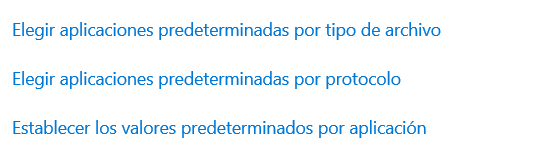 Elegir aplicaciones predeterminadas por tipo de archivo
Elegir aplicaciones predeterminadas por protocolo
Establecer los valores predeterminados por aplicación